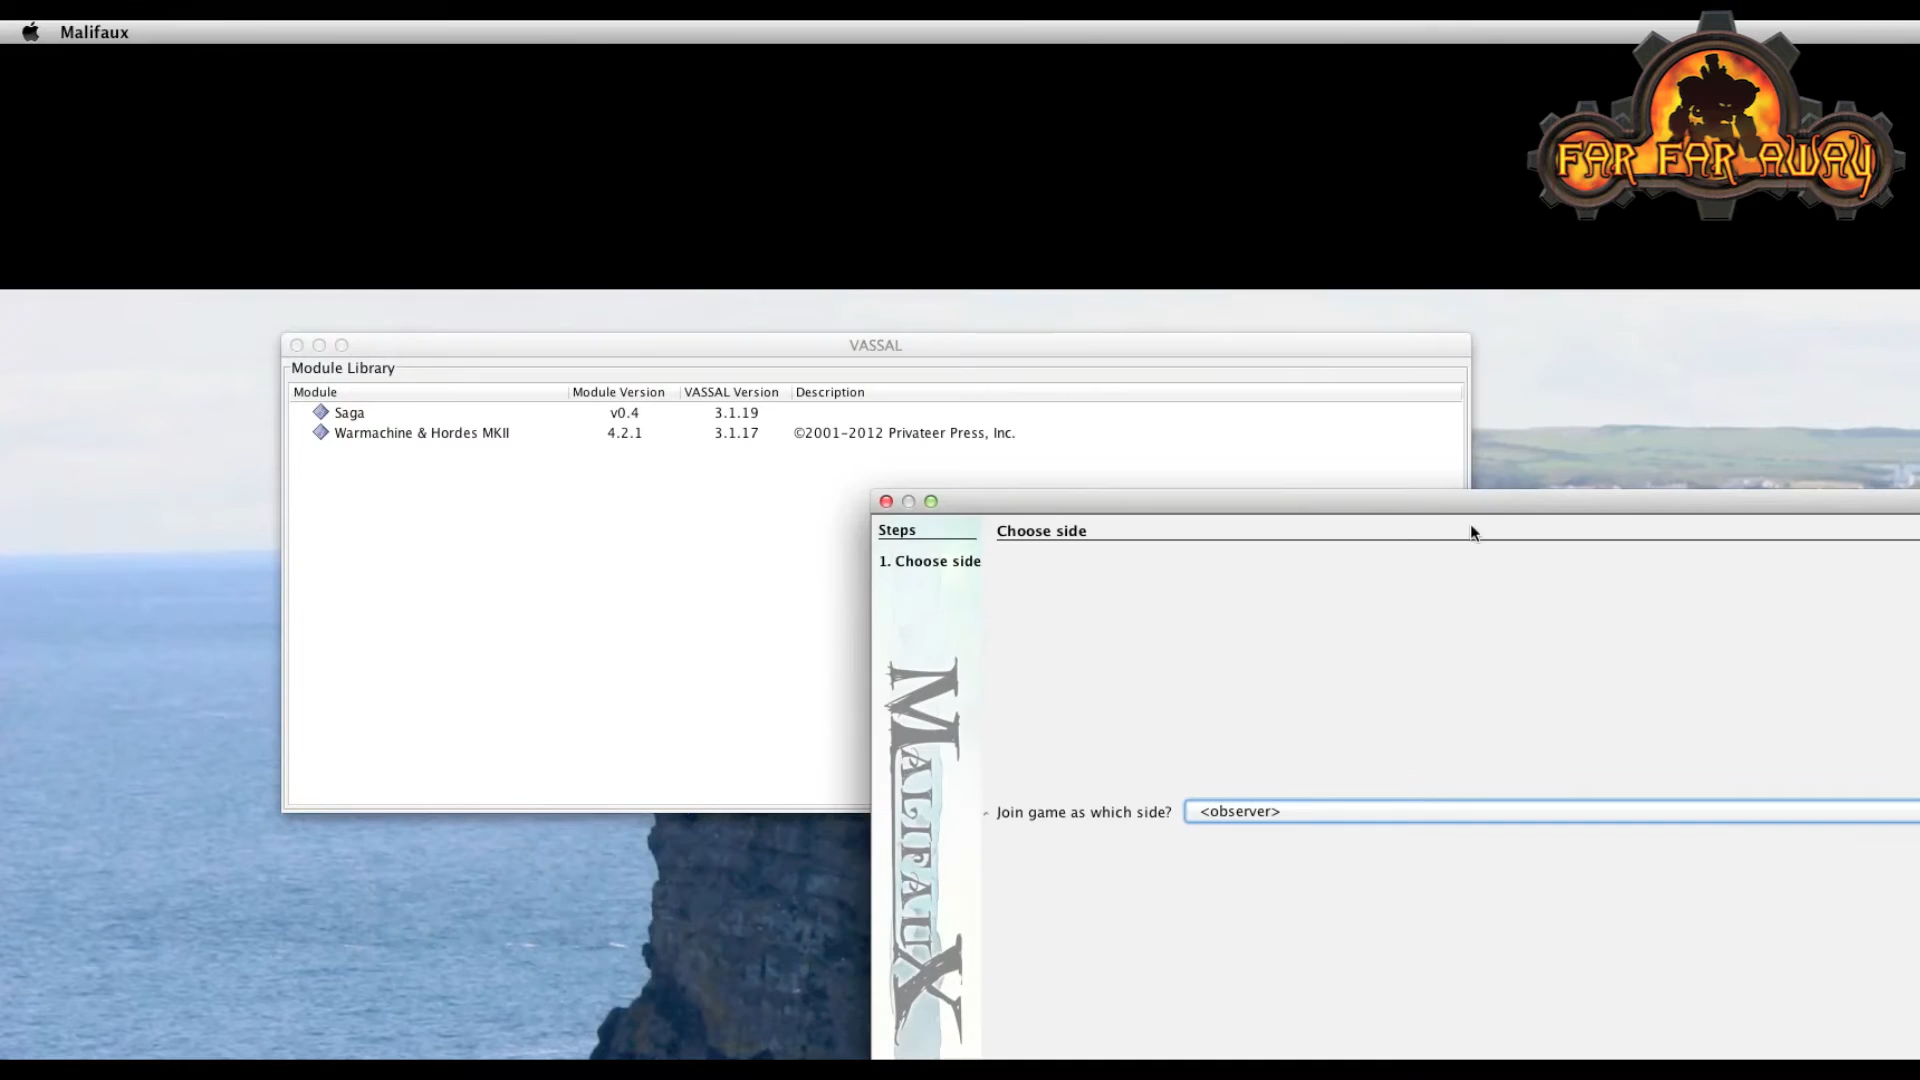 Malifaux
FAR FAR AWAY
VASSAL
Module Library
Module Module Version VASSAL Version Description
Saga v0.4 3.1.19
Warmachine & Hordes MKII 4.2.1 3.1.17 ©2001-2012 Privateer Press, Inc.
Steps Choose side
1. Choose side
MALIFAUX
Join game as which side? <observer>